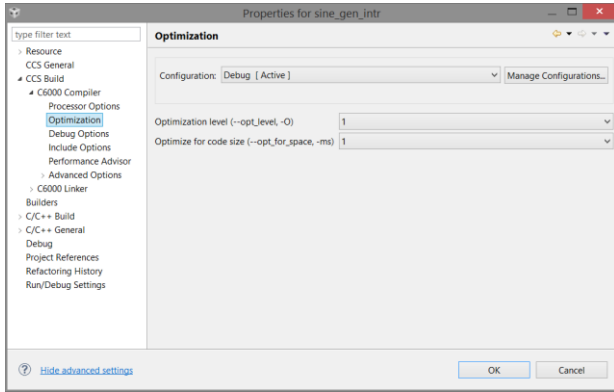 Properties for sine_gen_intr
type filter text
Resource
CCS General
CCS Build
C6000 Compiler
Processor Options
Optimization
Debug Options
Include Options
Performance Advisor
Advanced Options
C6000 Linker
Builders
C/C++ Build
C/C++ General
Debug
Project References
Refactoring History
Run/Debug Settings
Optimization
Configuration: Debug [ Active ] Manage Configurations...
Optimization level (--opt_level, -O) 1
Optimize for code size (--opt_for_space, -ms) 1
Hide advanced settings
OK Cancel